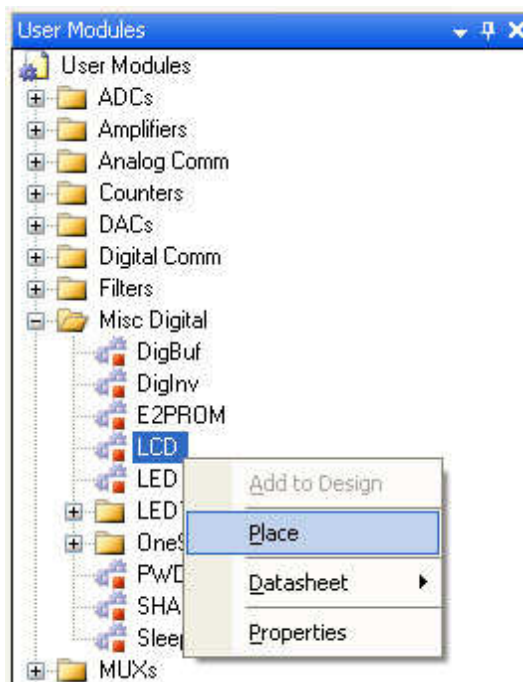 User Modules
User Modules
ADCs
Amplifiers
Analog Comm
Counters
DACs
Digital Comm
Filters
Misc Digital
DigBuf
DigInv
E2PROM
LCD
LED
Add to Design
Place
Datasheet
Properties
MUXs